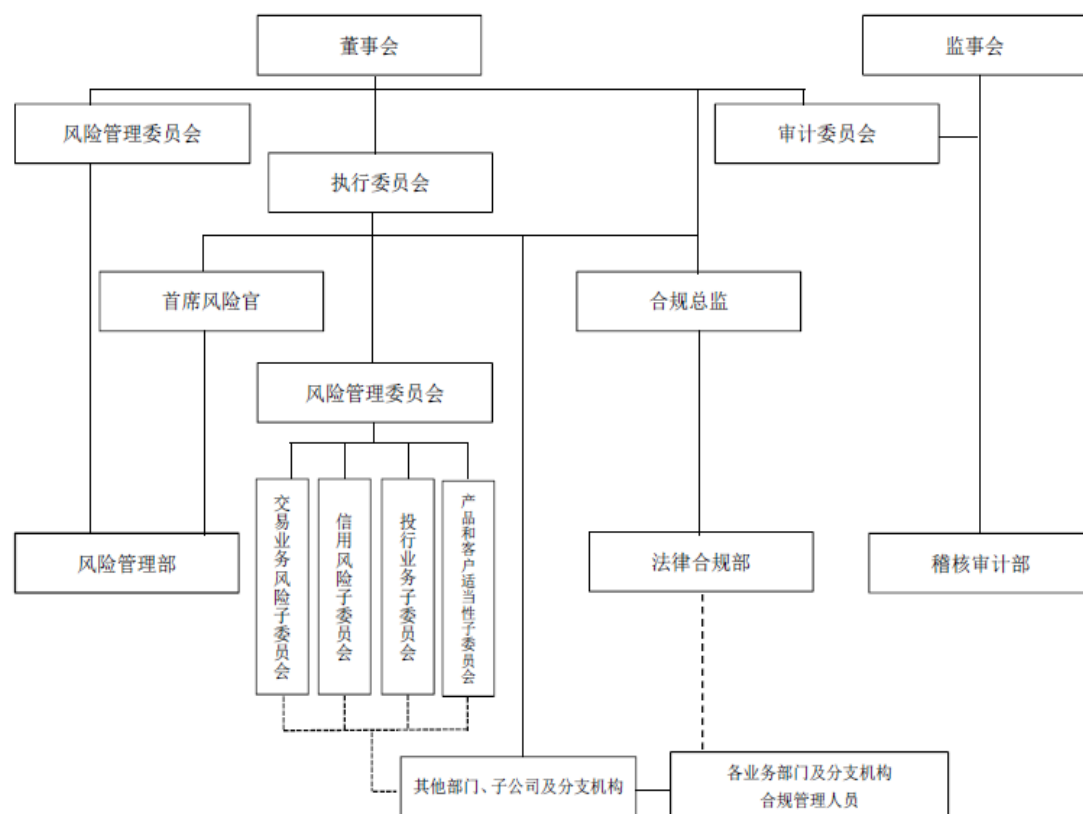 董事会
监事会
风险管理委员会
审计委员会
执行委员会
首席风险官
合规总监
风险管理委员会
交易业务风险子委员会
信用风险子委员会
投行业务子委员会
产品和客户适当性子委员会
风险管理部
法律合规部
稽核审计部
其他部门、子公司及分支机构
各业务部门及分支机构
合规管理人员